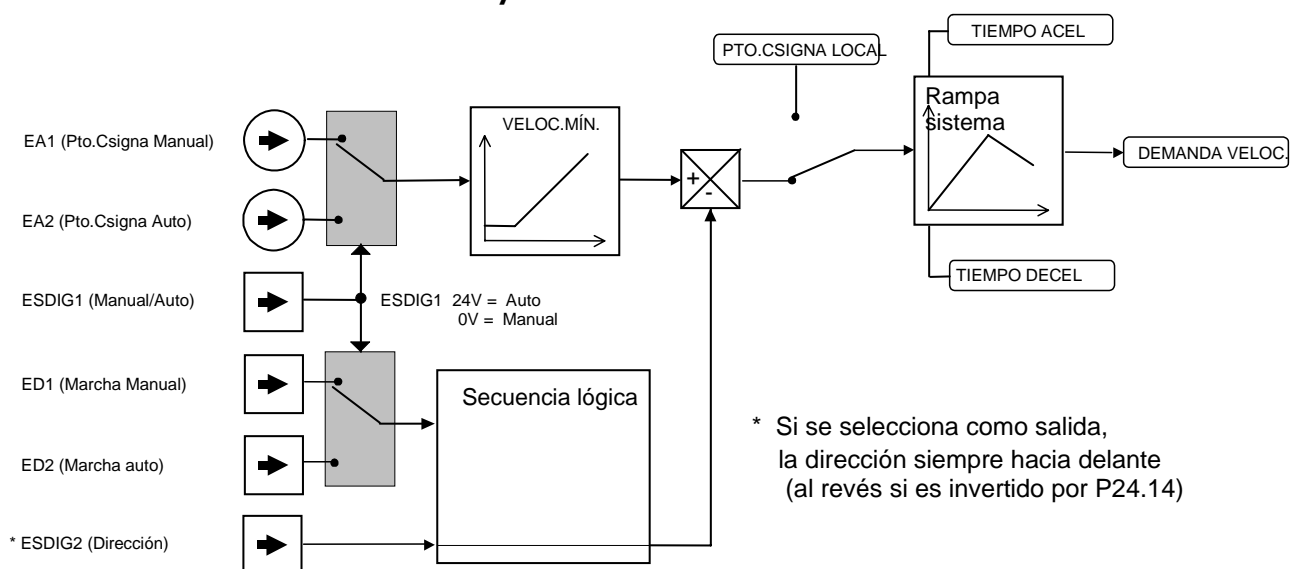 TIEMPO ACEL
PTO.CSIGNA LOCAL
Rampa
sistema
EA1 (Pto.Csigna Manual)
VELOC.MÍN.
DEMANDA VELOC.
+
-
EA2 (Pto.Csigna Auto)
TIEMPO DECEL
ESDIG1 (Manual/Auto)
ESDIG1 24V = Auto
0V = Manual
ED1 (Marcha Manual)
Secuencia lógica
* Si se selecciona como salida,
la dirección siempre hacia delante
(al revés si es invertido por P24.14)
ED2 (Marcha auto)
* ESDIG2 (Dirección)